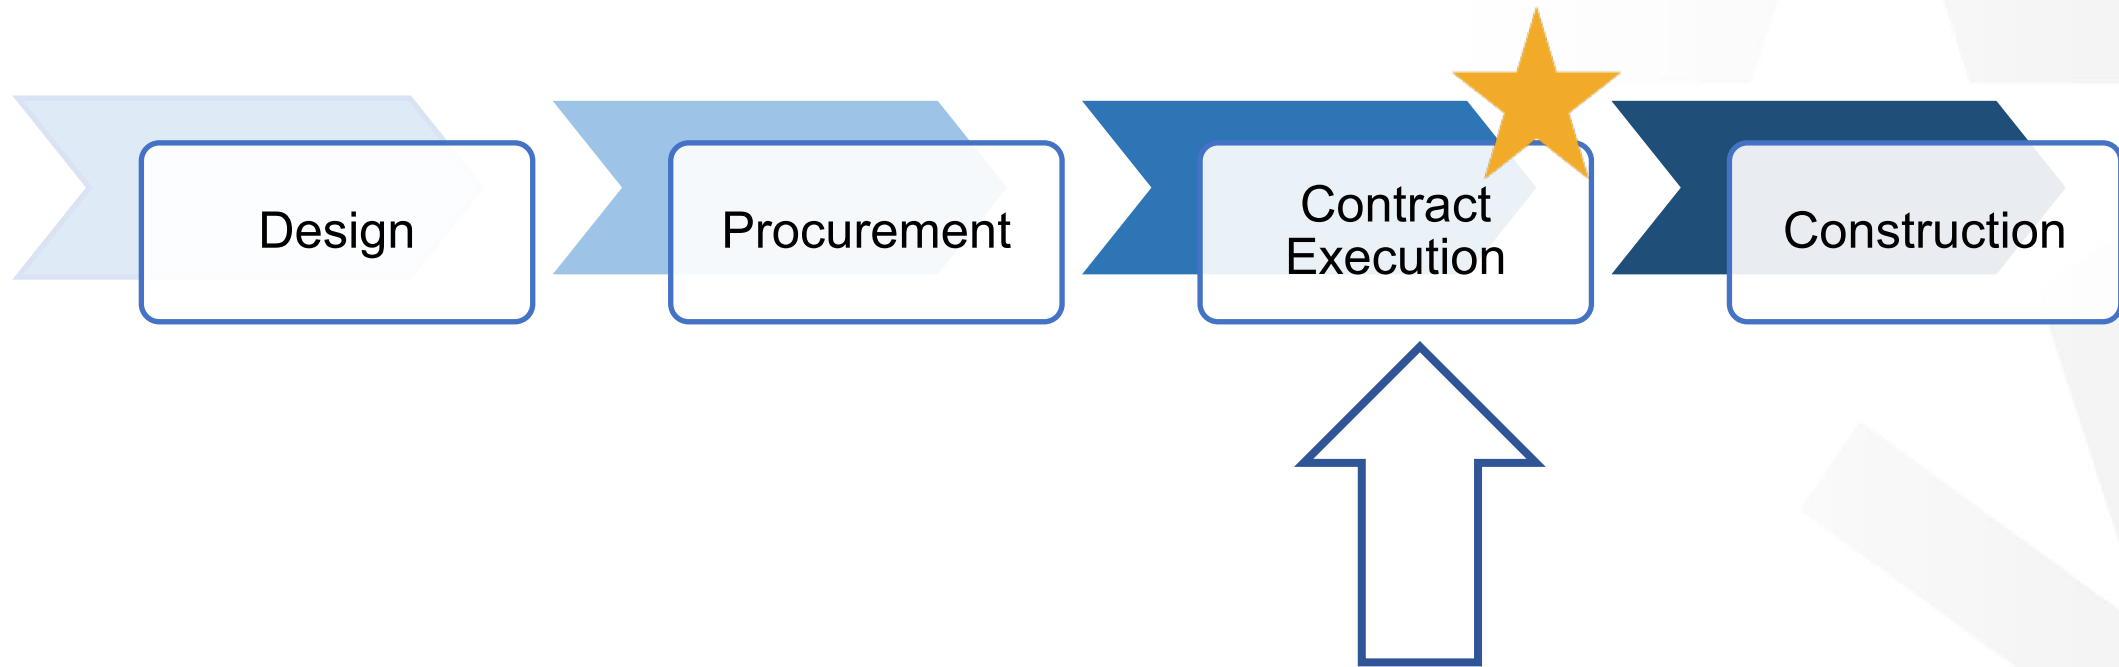 Design
Procurement
Contract
Execution
Construction